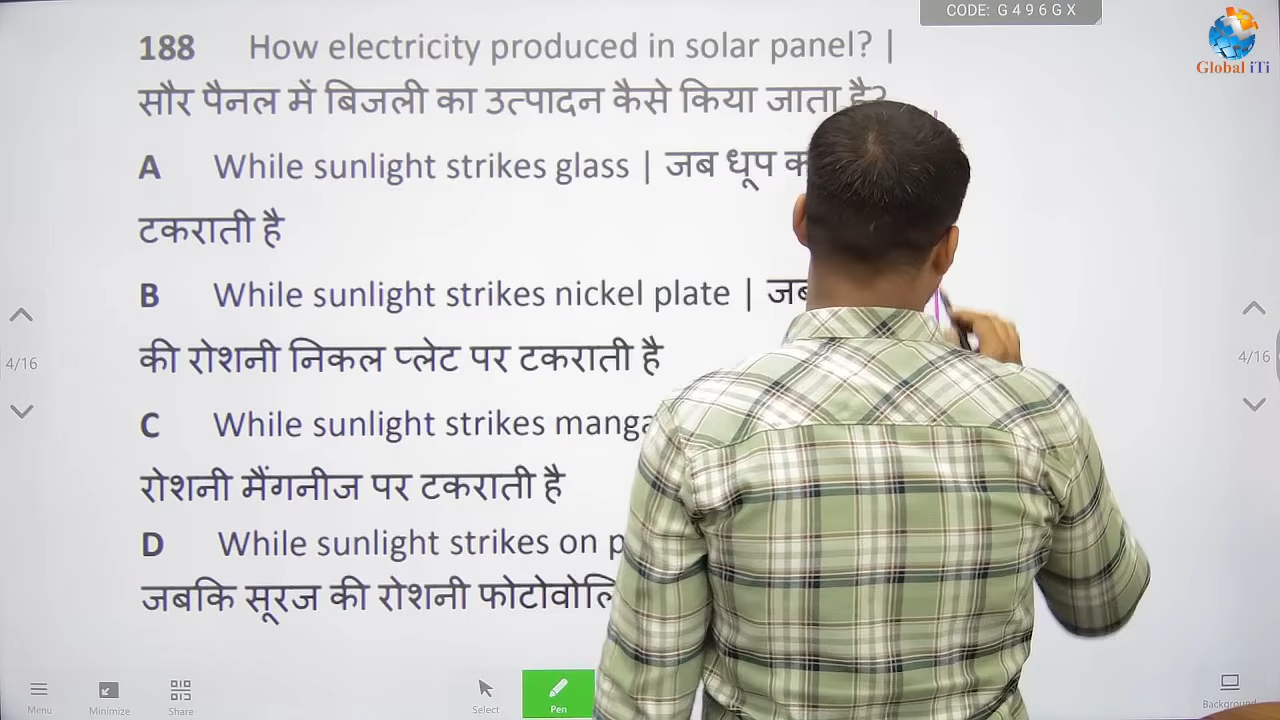 CODE: G 4 9 6 G X
Global iTi
188 How electricity produced in solar panel? |
सौर पैनल में बिजली का उत्पादन कैसे किया जाता है?
A While sunlight strikes glass | जब धूप
टकराती है
B While sunlight strikes nickel plate | जब
की रोशनी निकल प्लेट पर टकराती है
C While sunlight strikes
रोशनी मैंगनीज पर टकराती है
D While sunlight strikes on
जबकि सूरज की रोशनी
4/16
4/16
Menu
Minimize
Share
Select
Pen
Background